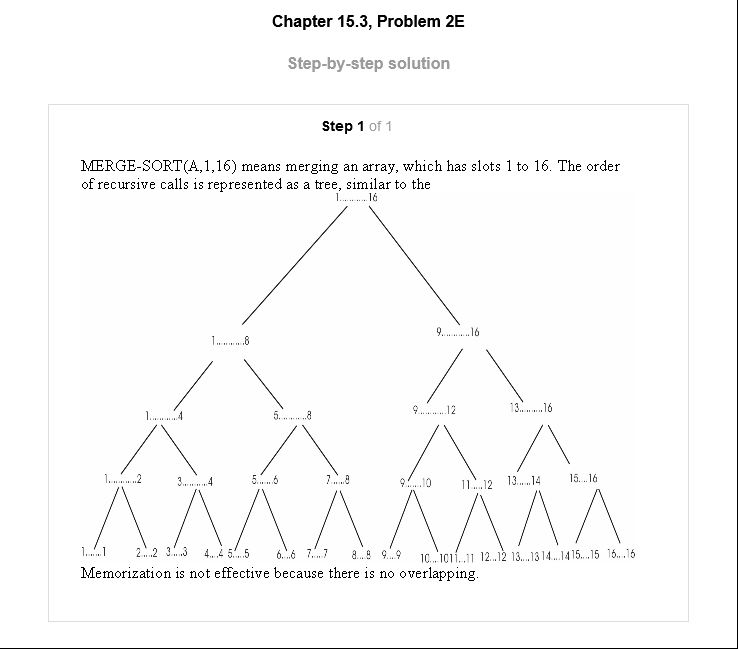 Chapter 15.3, Problem 2E
Step-by-step solution
Step 1 of 1
MERGE-SORT(A,1,16) means merging an array, which has slots 1 to 16. The order
of recursive calls is represented as a tree, similar to the
1............16
1............8 9............16
1............4 5............8 9............12 13.........16
1............2 3............4 5.......6 7......8 9......10 11......12 13......14 15....16
1.......1 2....2 3.....3 4....4 5.....5 6...6 7....7 8....8 9...9 10....10 11...11 12...12 13....13 14....14 15.....15 16....16
Memorization is not effective because there is no overlapping.